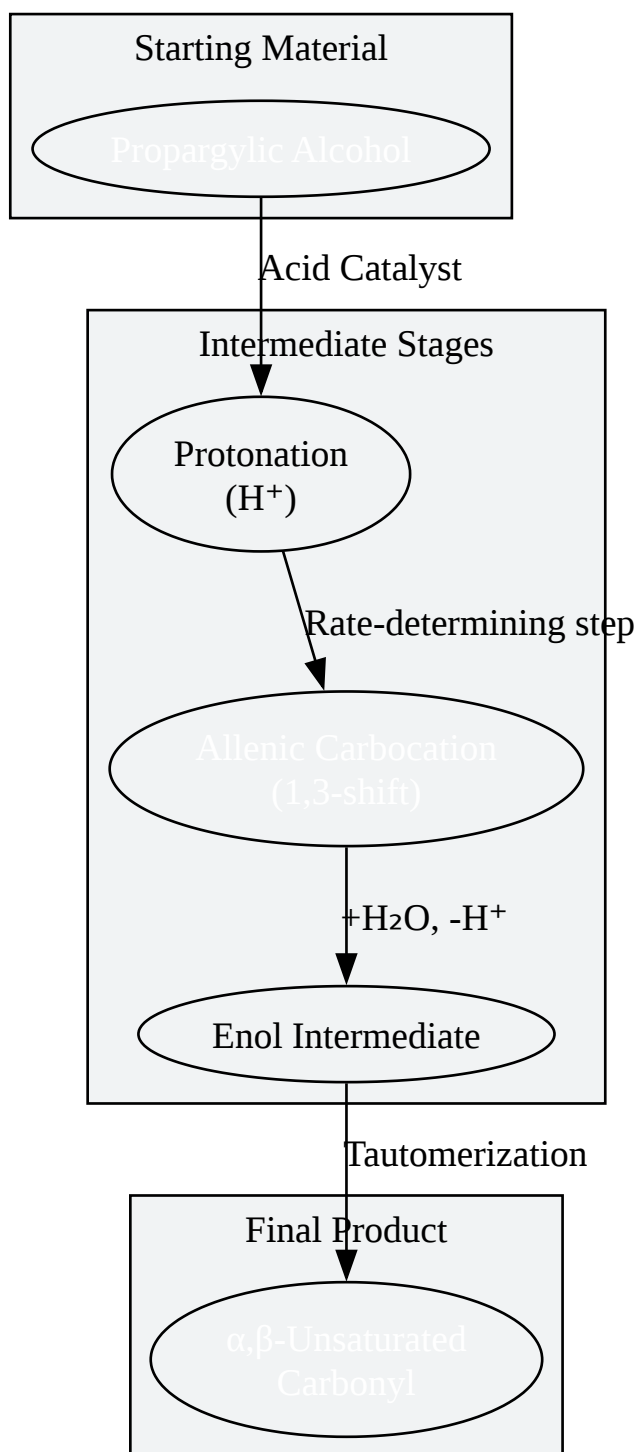 Starting Material
Propargylic Alcohol
Acid Catalyst
Intermediate Stages
Protonation
(H⁺)
Rate-determining step
Allenic Carbocation
(1,3-shift)
+H₂O, -H⁺
Enol Intermediate
Tautomerization
Final Product
α,β-Unsaturated
Carbonyl